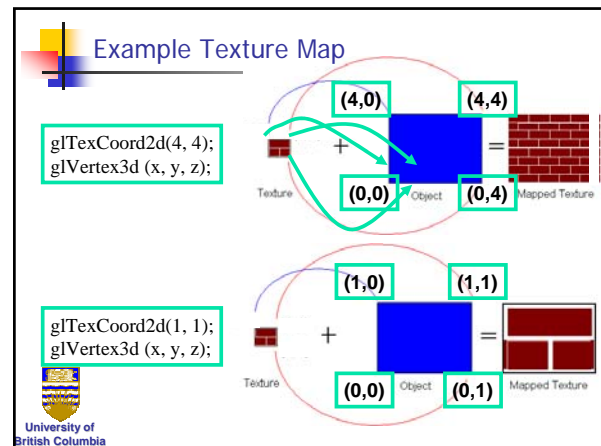 Example Texture Map
(4,0) (4,4)
glTexCoord2d(4, 4);
glVertex3d (x, y, z);
+ =
(0,0) (0,4)
Texture Object Mapped Texture
(1,0) (1,1)
glTexCoord2d(1, 1);
glVertex3d (x, y, z);
+ =
(0,0) (0,1)
Texture Object Mapped Texture
University of
British Columbia